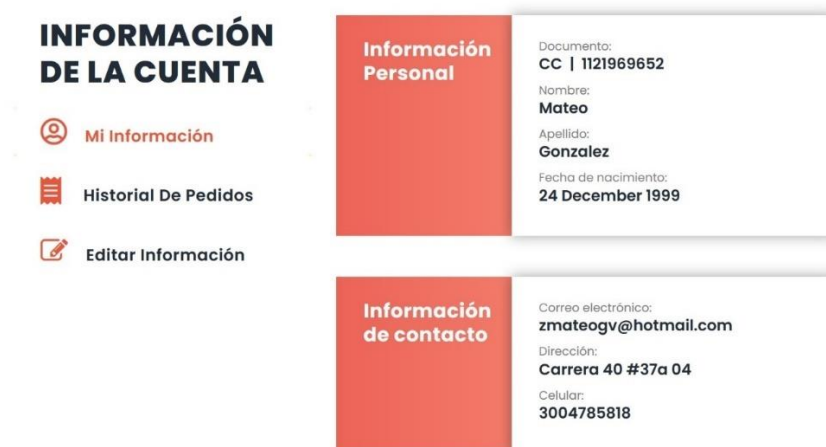 INFORMACIÓN
DE LA CUENTA
Mi Información
Historial De Pedidos
Editar Información
Información
Personal
Documento:
CC | 1121969652
Nombre:
Mateo
Apellido:
Gonzalez
Fecha de nacimiento:
24 December 1999
Información
de contacto
Correo electrónico:
zmateogv@hotmail.com
Dirección:
Carrera 40 #37a 04
Celular:
3004785818